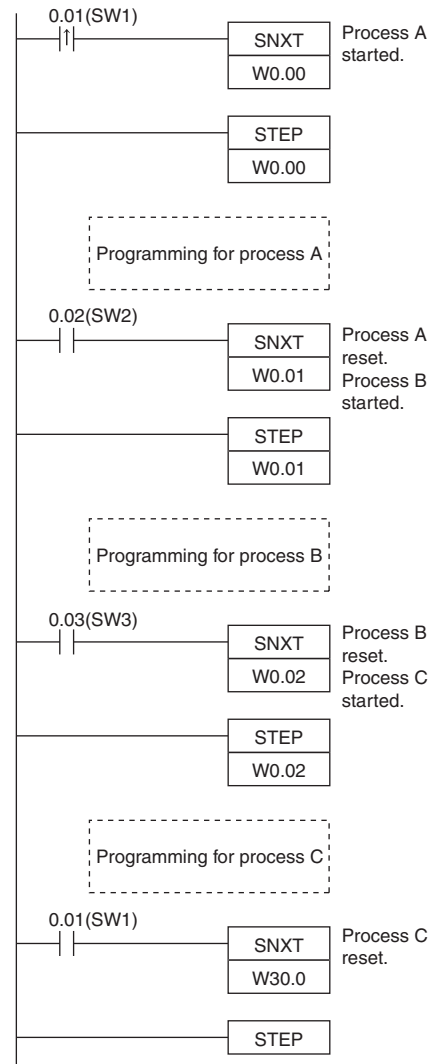 0.01(SW1)
SNXT
W0.00
Process A
started.
STEP
W0.00
Programming for process A
0.02(SW2)
SNXT
W0.01
Process A
reset.
Process B
started.
STEP
W0.01
Programming for process B
0.03(SW3)
SNXT
W0.02
Process B
reset.
Process C
started.
STEP
W0.02
Programming for process C
0.01(SW1)
SNXT
W30.0
Process C
reset.
STEP